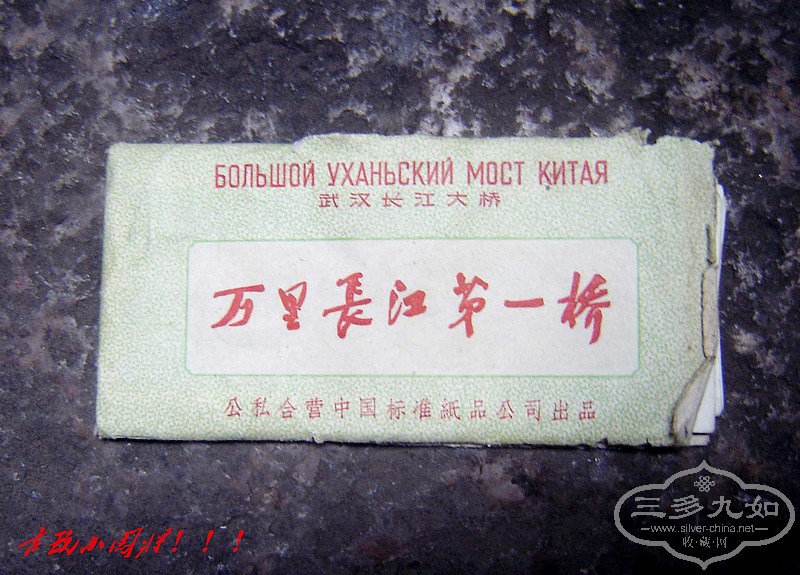 БОЛЬШОЙ УХАНЬСКИЙ МОСТ КИТАЯ
武汉长江大桥
万里長江第一桥
公私合营中国标准紙品公司出品
三多九如
—www.silver-china.net—
收·藏·网